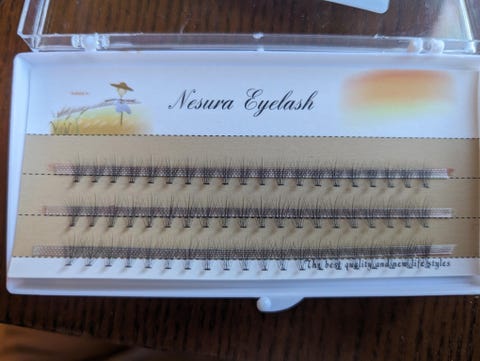 Nesura Eyelash
The best quality and new life styles